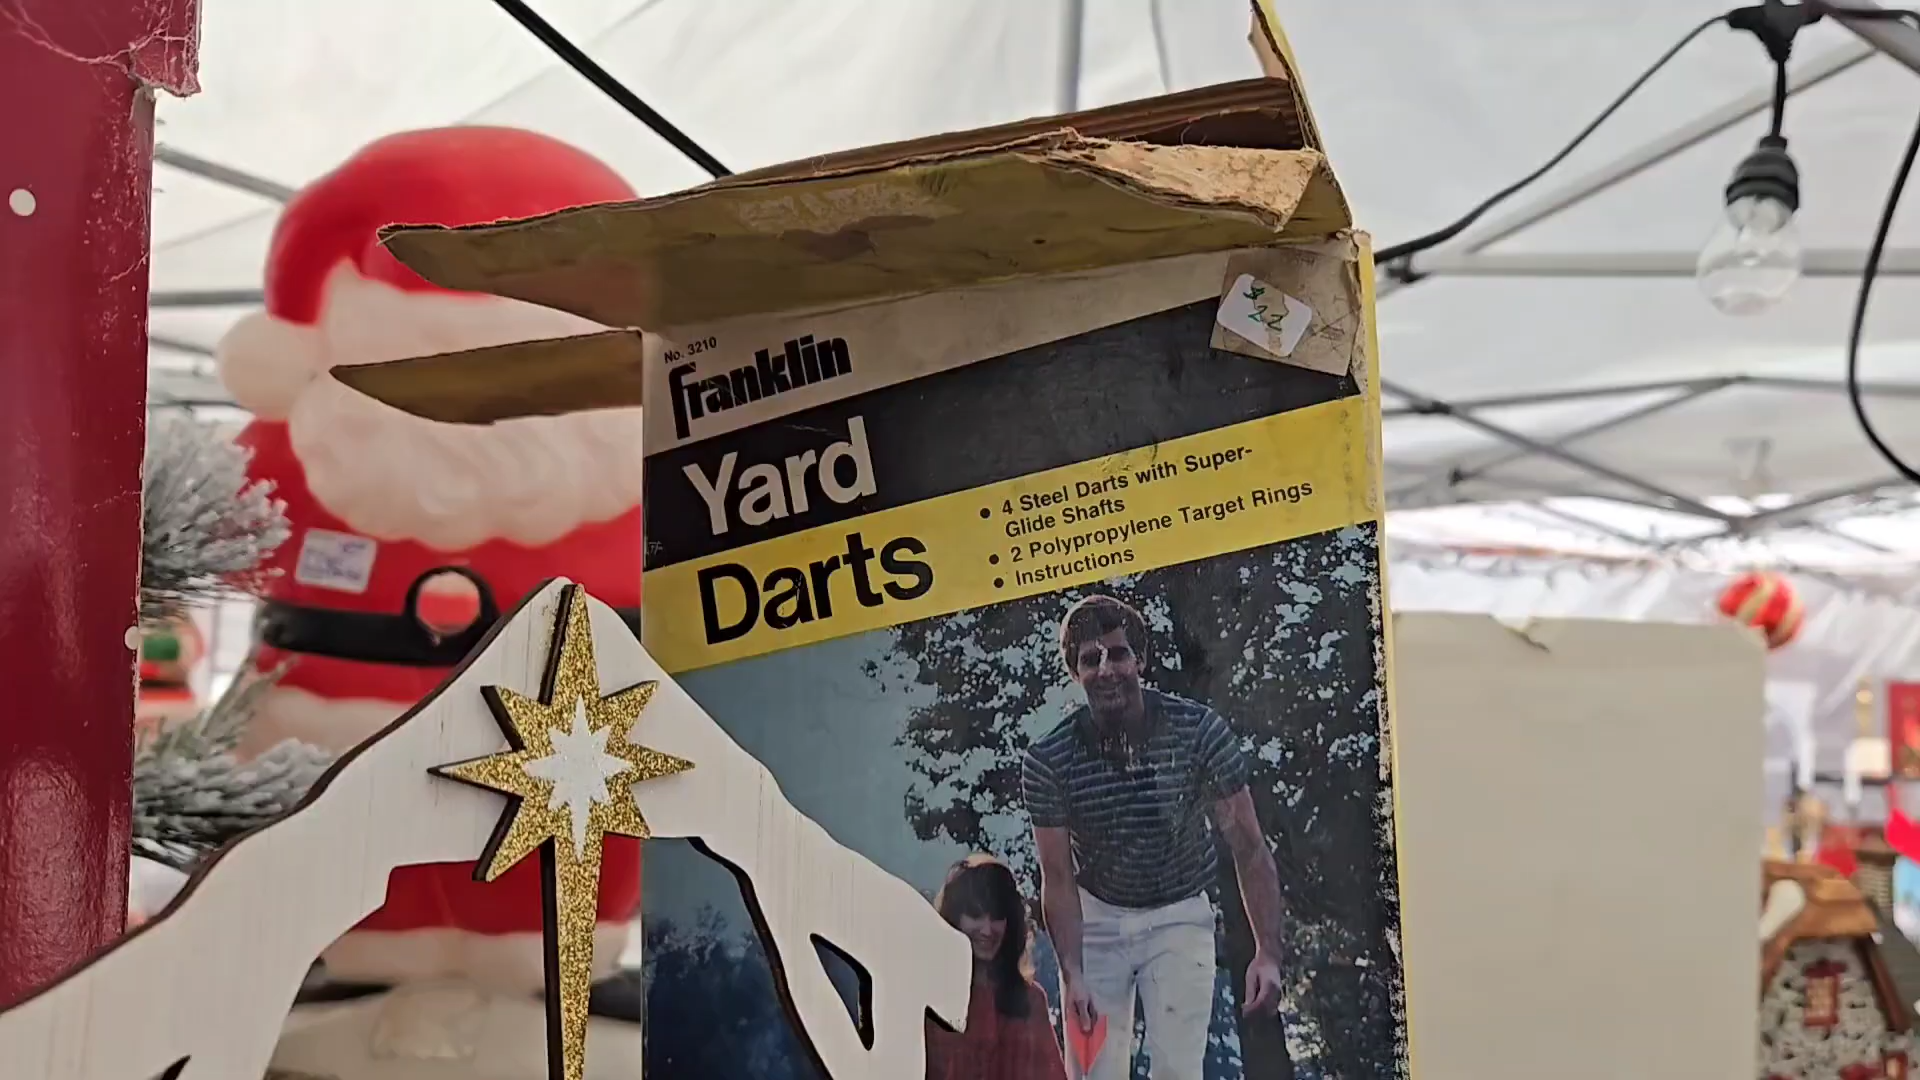 No. 3210
franklin
Yard
Darts
• 4 Steel Darts with Super-
Glide Shafts
• 2 Polypropylene Target Rings
• Instructions